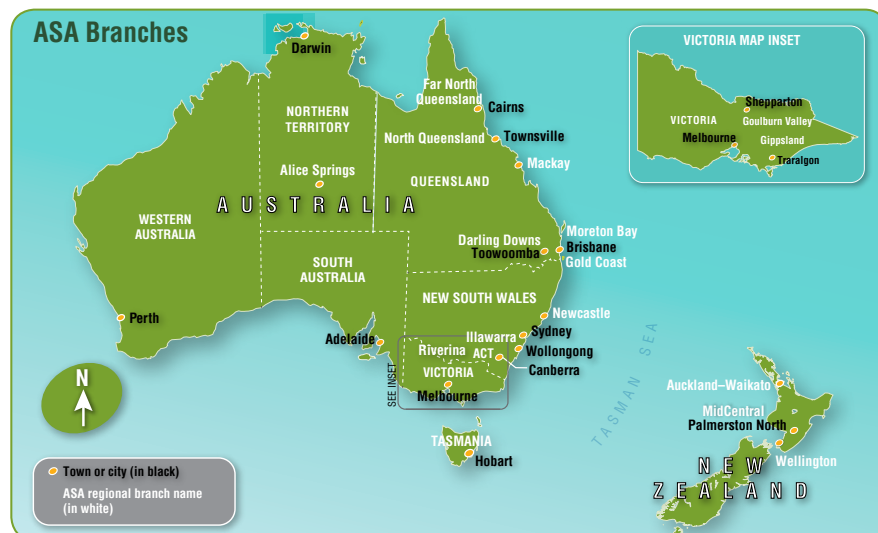 ASA Branches
Darwin
Far North
Queensland
Cairns
NORTHERN
TERRITORY
North Queensland
Townsville
Mackay
Alice Springs
QUEENSLAND
AUSTRALIA
WESTERN
AUSTRALIA
Moreton Bay
Darling Downs
Brisbane
Toowoomba
Gold Coast
SOUTH
AUSTRALIA
NEW SOUTH WALES
Newcastle
Perth
Illawarra
Sydney
Adelaide
Riverina
ACT
Wollongong
Canberra
VICTORIA
SEE INSET
Melbourne
TASMANIA
Hobart
TASMAN SEA
Auckland–Waikato
MidCentral
Palmerston North
Wellington
NEW
ZEALAND
VICTORIA MAP INSET
Shepparton
VICTORIA
Goulburn Valley
Melbourne
Gippsland
Traralgon
N
Town or city (in black)
ASA regional branch name
(in white)